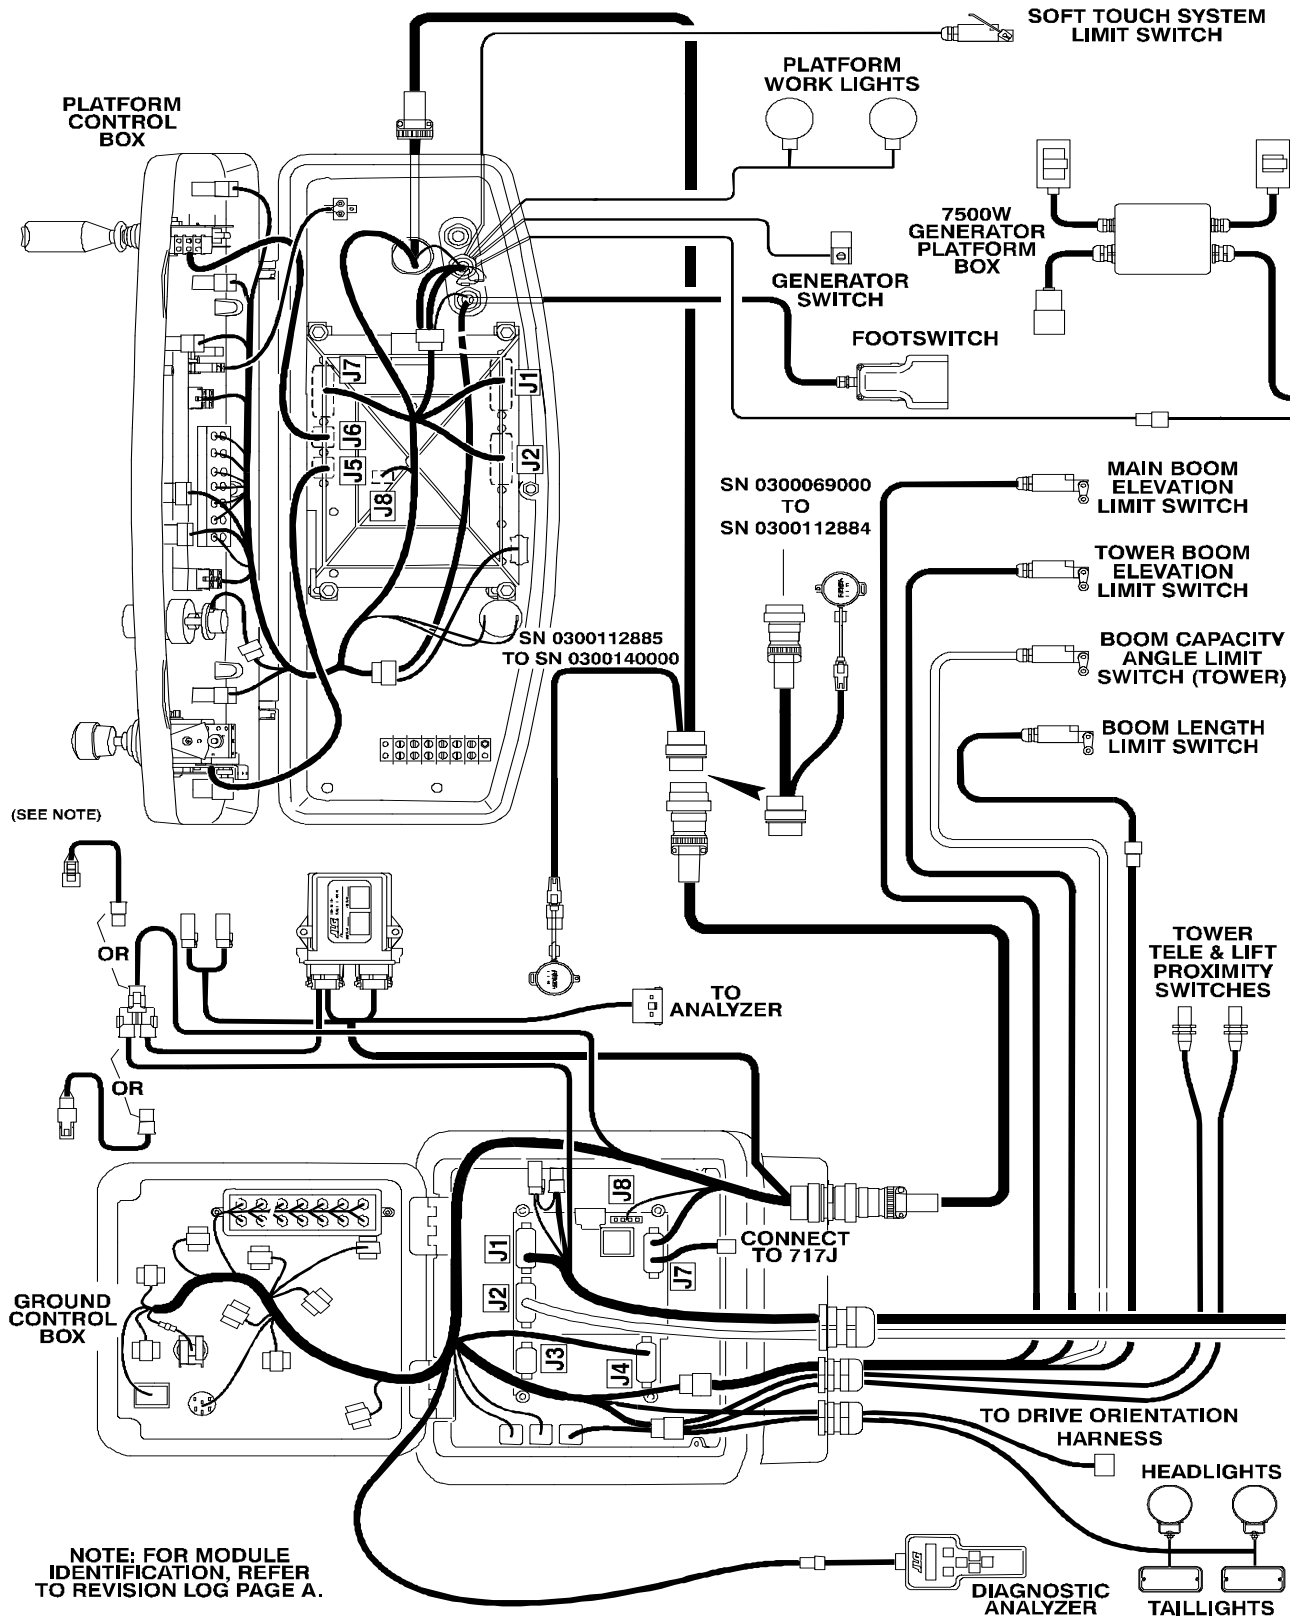 SOFT TOUCH SYSTEM
LIMIT SWITCH
PLATFORM
WORK LIGHTS
PLATFORM
CONTROL
BOX
7500W
GENERATOR
PLATFORM
BOX
GENERATOR
SWITCH
FOOTSWITCH
J7
J1
J6
J5
J2
J8
MAIN BOOM
ELEVATION
LIMIT SWITCH
SN 0300069000
TO
SN 0300112884
TOWER BOOM
ELEVATION
LIMIT SWITCH
SN 0300112885
TO SN 0300140000
BOOM CAPACITY
ANGLE LIMIT
SWITCH (TOWER)
BOOM LENGTH
LIMIT SWITCH
(SEE NOTE)
OR
JLG
TO
ANALYZER
TOWER
TELE & LIFT
PROXIMITY
SWITCHES
OR
J8
J1
CONNECT
TO 717J
J7
J2
GROUND
CONTROL
BOX
J3
J4
TO DRIVE ORIENTATION
HARNESS
HEADLIGHTS
NOTE: FOR MODULE
IDENTIFICATION, REFER
TO REVISION LOG PAGE A.
JLG
DIAGNOSTIC
ANALYZER
TAILLIGHTS